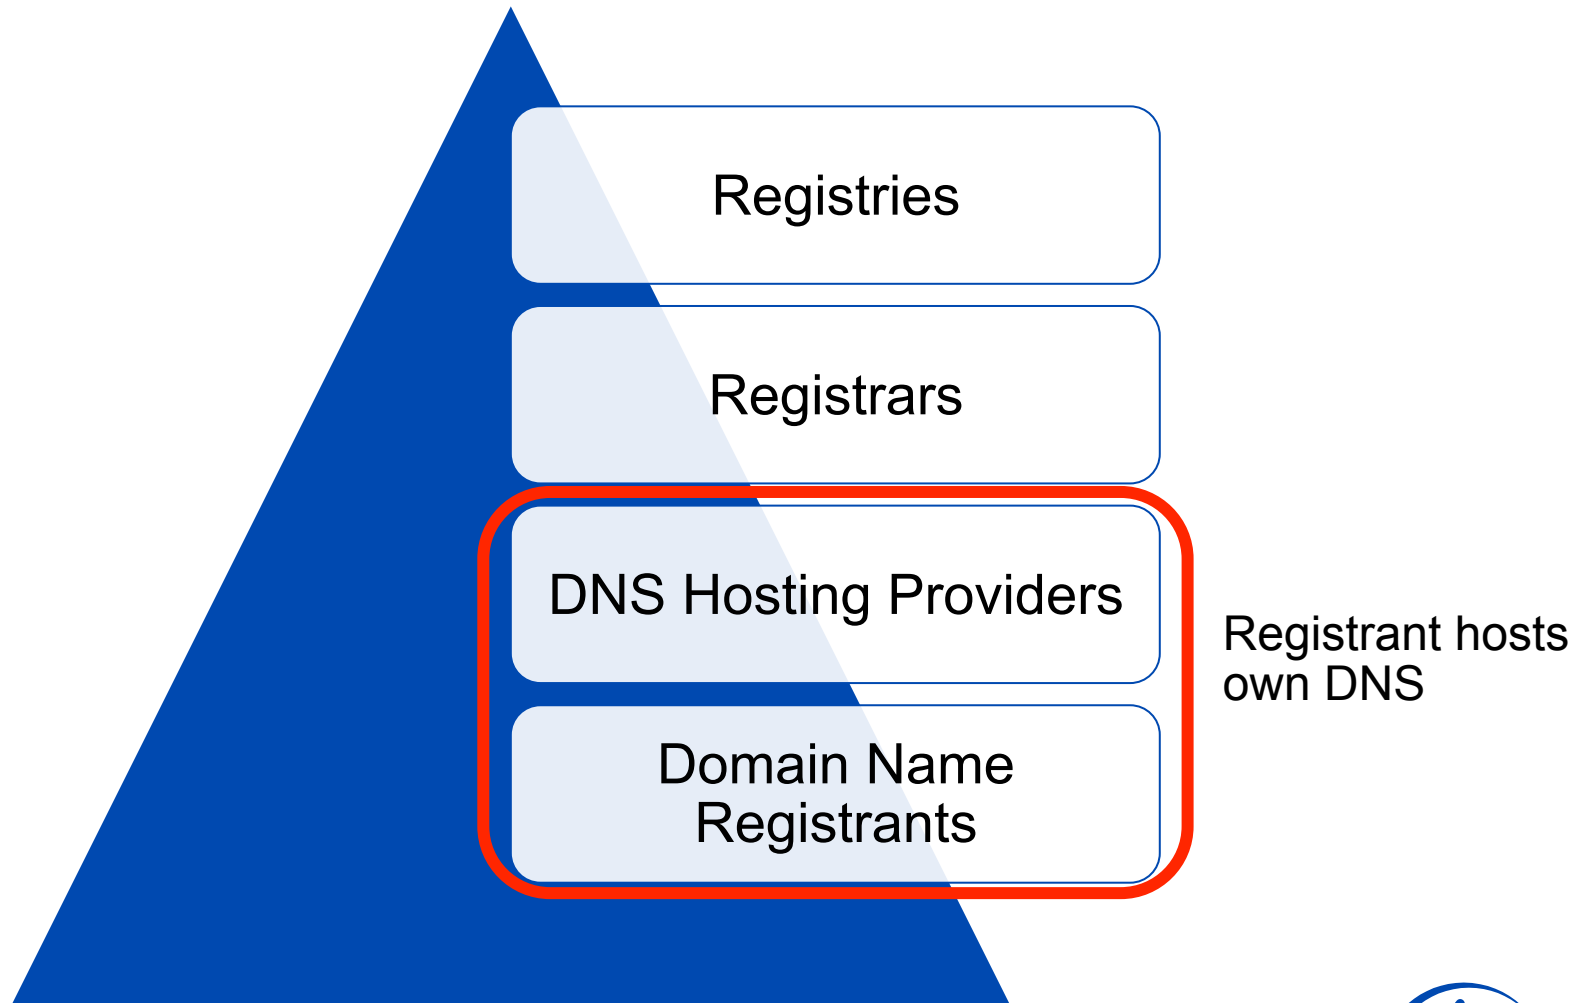 Registries
Registrars
DNS Hosting Providers
Domain Name
Registrants
Registrant hosts
own DNS